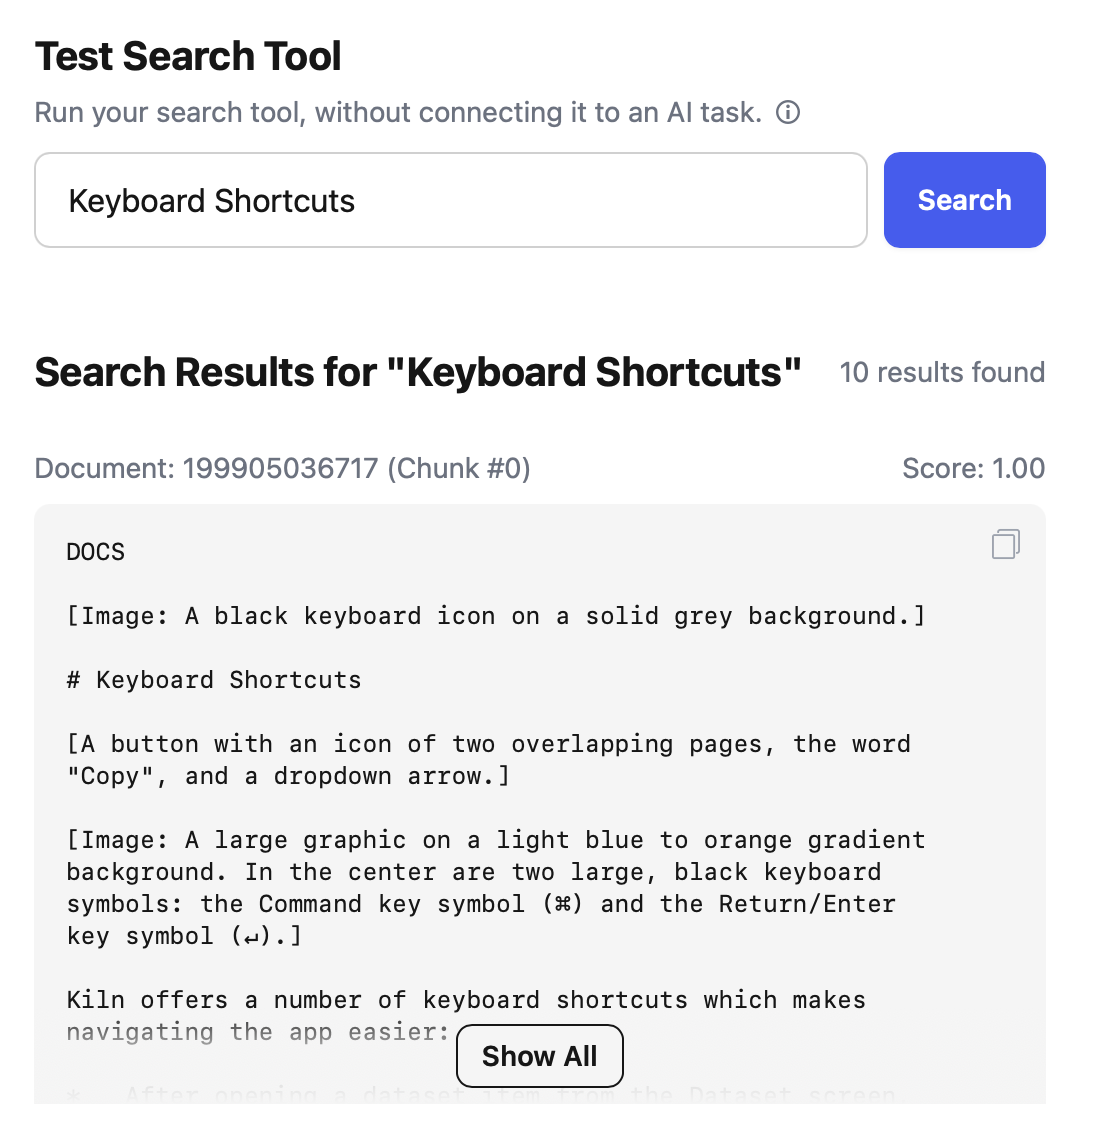 Test Search Tool
Run your search tool, without connecting it to an AI task.
Keyboard Shortcuts
Search
Search Results for "Keyboard Shortcuts"
10 results found
Document: 199905036717 (Chunk #0)
Score: 1.00
DOCS
[Image: A black keyboard icon on a solid grey background.]
# Keyboard Shortcuts
[A button with an icon of two overlapping pages, the word
"Copy", and a dropdown arrow.]
[Image: A large graphic on a light blue to orange gradient
background. In the center are two large, black keyboard
symbols: the Command key symbol (⌘) and the Return/Enter
key symbol (↵).]
Kiln offers a number of keyboard shortcuts which makes
navigating the app easier:
Show All
*   After opening a dataset item from the Dataset screen